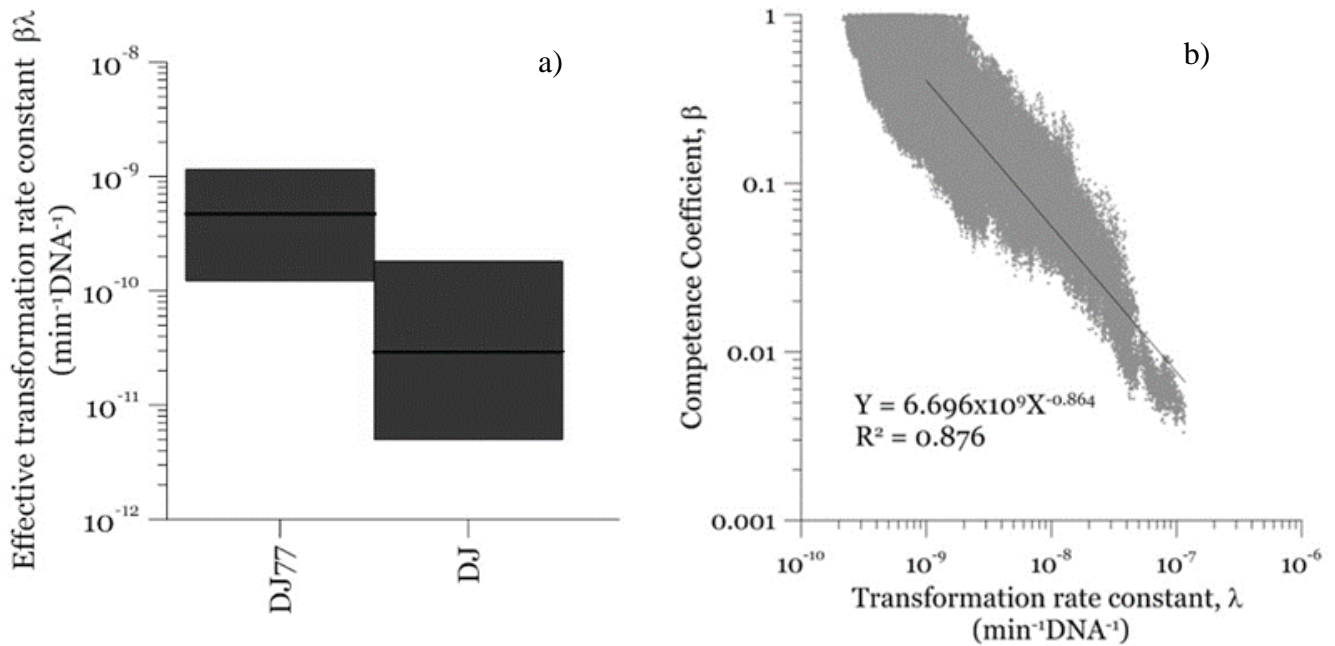 a)
Effective transformation rate constant βλ
(min⁻¹DNA⁻¹)
10⁻⁸
10⁻⁹
10⁻¹⁰
10⁻¹¹
10⁻¹²
DJ77
DJ
b)
Competence Coefficient, β
1
0.1
0.01
0.001
Y = 6.696x10⁹X⁻⁰·⁸⁶⁴
R² = 0.876
10⁻¹⁰
10⁻⁹
10⁻⁸
10⁻⁷
10⁻⁶
Transformation rate constant, λ
(min⁻¹DNA⁻¹)